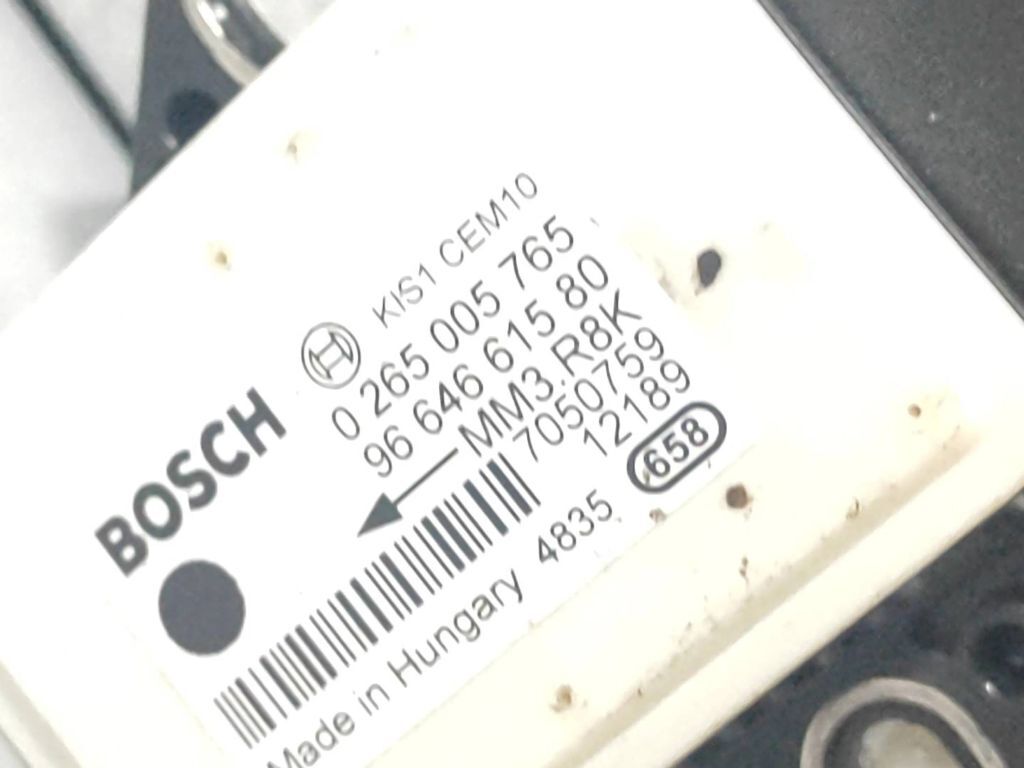 BOSCH
KIS1 CEM10
0 265 005 765
96 646 615 80
MM3.R8K
7050759
12189
658
Made in Hungary 4835